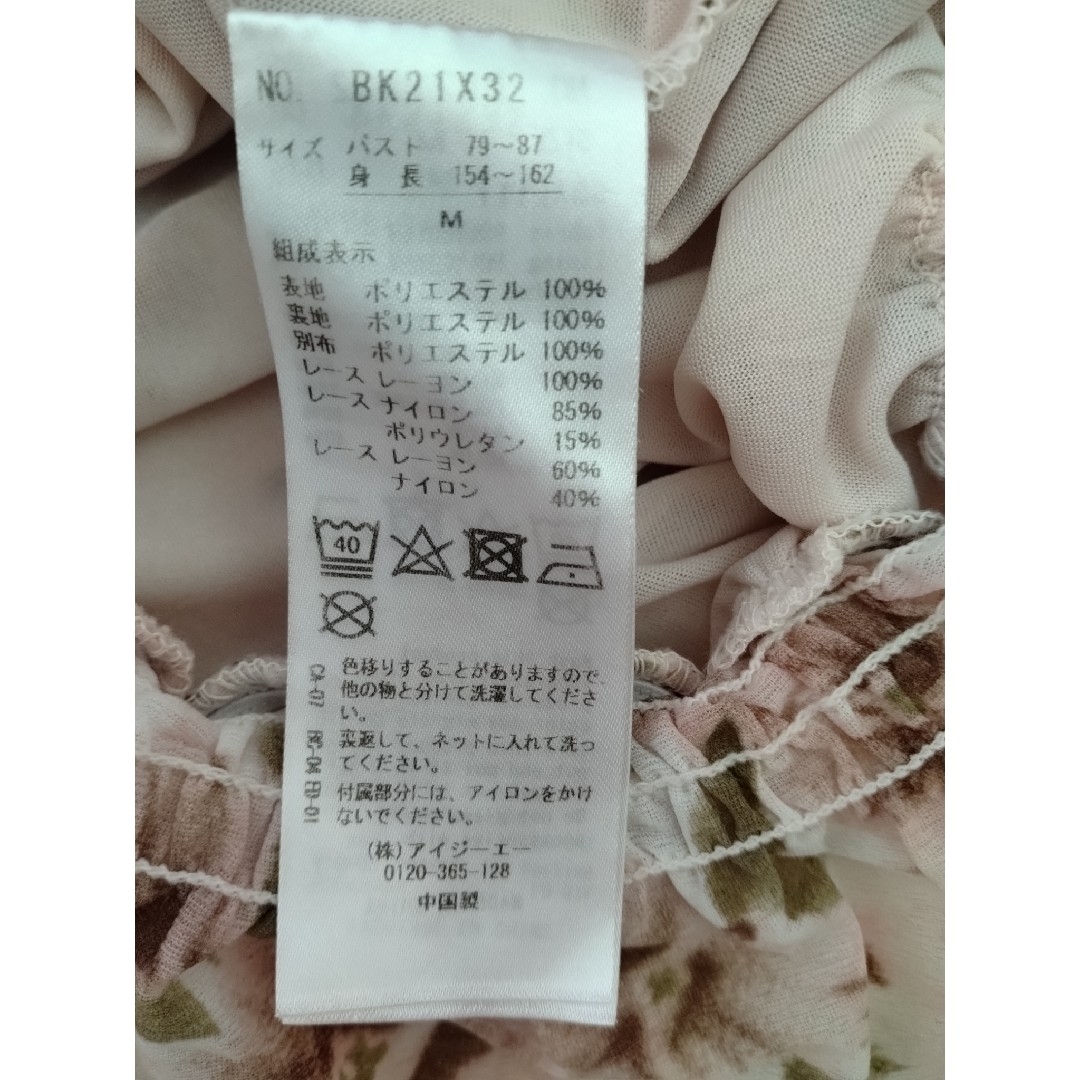 NO. BK21X32
サイズ バスト 79～87
身長 154～162
M
組成表示
表地 ポリエステル 100%
裏地 ポリエステル 100%
別布 ポリエステル 100%
レース レーヨン 100%
レース ナイロン 85%
ポリウレタン 15%
レース レーヨン 60%
ナイロン 40%
40
CA-07 色移りすることがありますので、
他の物と分けて洗濯してくださ
い。
裏返して、ネットに入れて洗っ
てください。
付属部分には、アイロンをかけ
ないでください。
(株)アイジーエー
0120-365-128
中国製